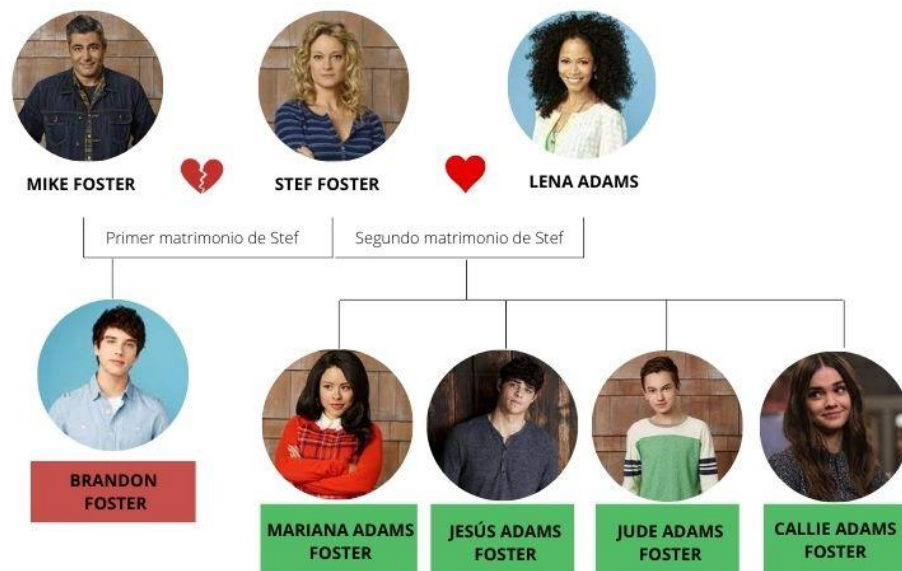 MIKE FOSTER
STEF FOSTER
LENA ADAMS
Primer matrimonio de Stef
Segundo matrimonio de Stef
BRANDON
FOSTER
MARIANA ADAMS
FOSTER
JESÚS ADAMS
FOSTER
JUDE ADAMS
FOSTER
CALLIE ADAMS
FOSTER